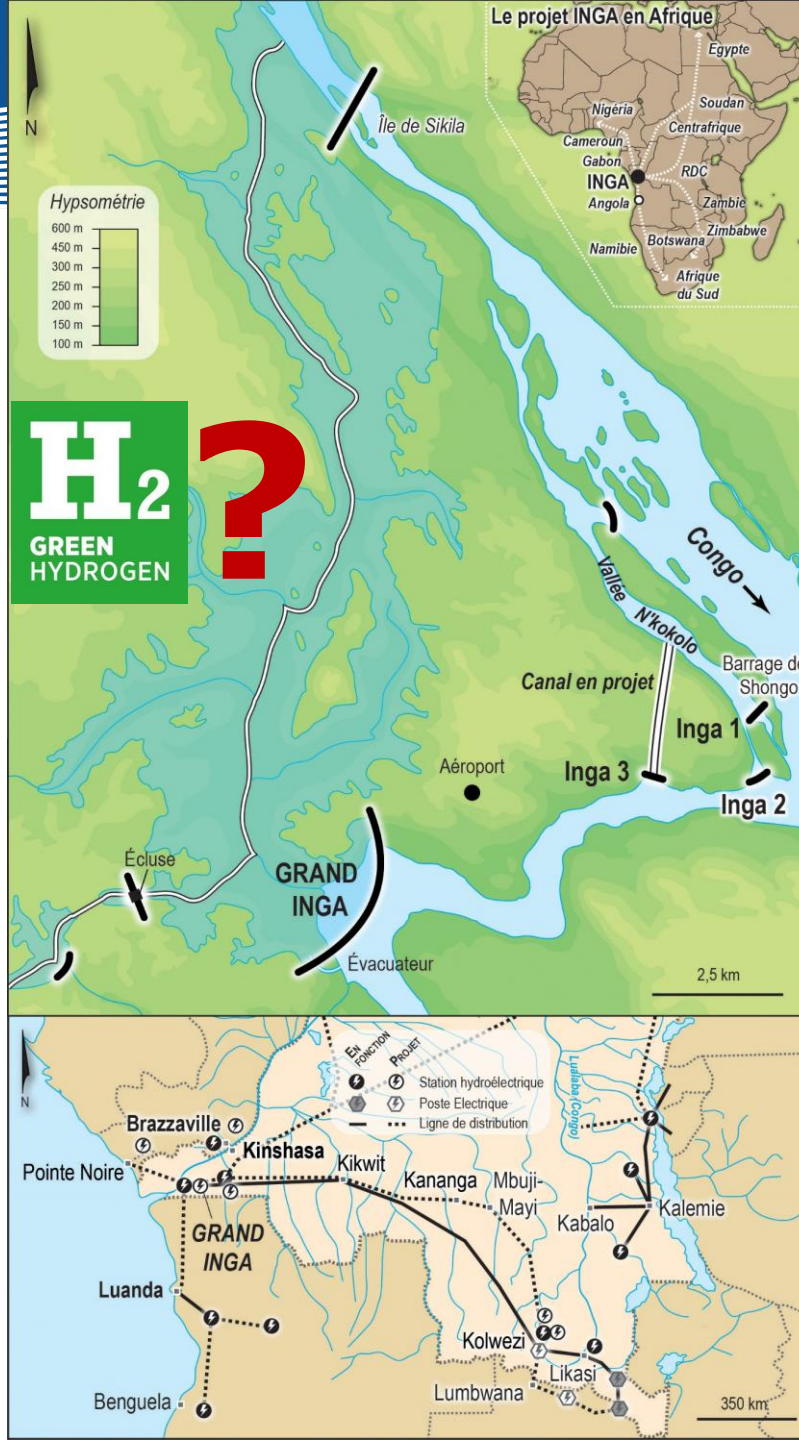 Le projet INGA en Afrique
Egypte
Nigéria
Soudan
Cameroun
Centrafrique
Gabon
RDC
INGA
Angola
Zambie
Zimbabwe
Namibie
Botswana
Afrique
du Sud
N
Île de Sikila
Hypsométrie
600 m
450 m
300 m
250 m
200 m
150 m
100 m
H2
GREEN
HYDROGEN
?
Congo
Vallée N'kokolo
Canal en projet
Barrage de
Shongo
Inga 1
Inga 3
Inga 2
Aéroport
Écluse
GRAND
INGA
Évacuateur
2,5 km
N
EN FONCTION
PROJET
Station hydroélectrique
Poste Electrique
Ligne de distribution
Lualaba (Congo)
Brazzaville
Kinshasa
Pointe Noire
Kikwit
Kananga
Mbuji-
Mayi
Kabalo
Kalemie
GRAND
INGA
Luanda
Kolwezi
Likasi
Lumbwana
Benguela
350 km